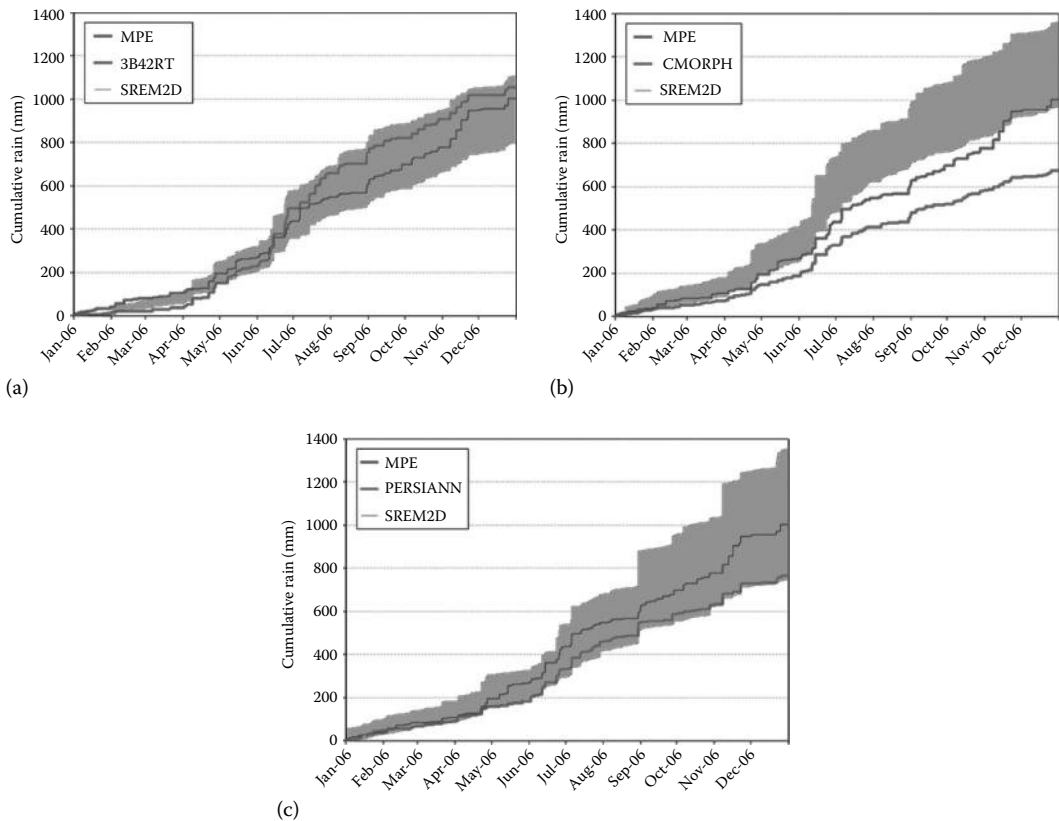 1400
1200
1000
800
600
400
200
0
Cumulative rain (mm)
MPE
3B42RT
SREM2D
Jan-06
Feb-06
Mar-06
Apr-06
May-06
Jun-06
Jul-06
Aug-06
Sep-06
Oct-06
Nov-06
Dec-06
(a)
1400
1200
1000
800
600
400
200
0
Cumulative rain (mm)
MPE
CMORPH
SREM2D
Jan-06
Feb-06
Mar-06
Apr-06
May-06
Jun-06
Jul-06
Aug-06
Sep-06
Oct-06
Nov-06
Dec-06
(b)
1400
1200
1000
800
600
400
200
0
Cumulative rain (mm)
MPE
PERSIANN
SREM2D
Jan-06
Feb-06
Mar-06
Apr-06
May-06
Jun-06
Jul-06
Aug-06
Sep-06
Oct-06
Nov-06
Dec-06
(c)